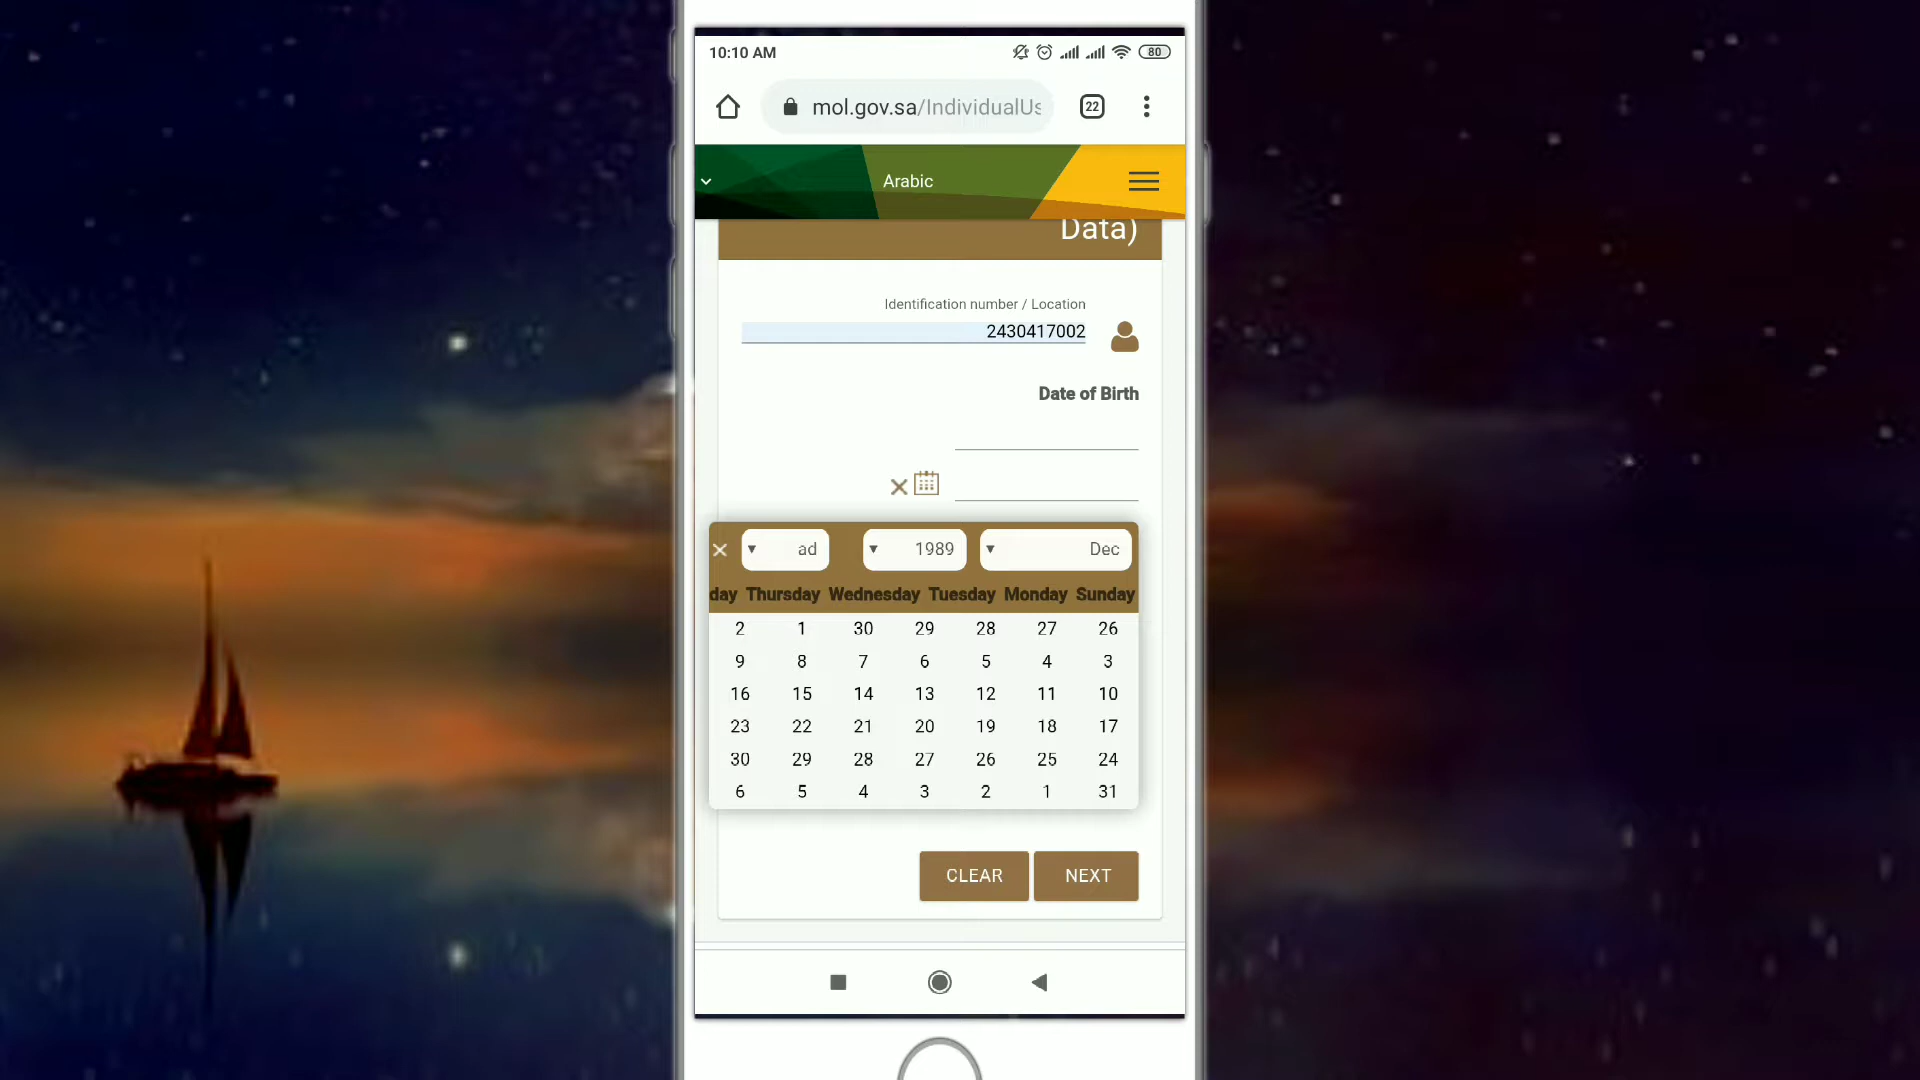 10:10 AM
80
mol.gov.sa/IndividualUs
22
Arabic
Data)
Identification number / Location
2430417002
Date of Birth
ad 1989 Dec
day Thursday Wednesday Tuesday Monday Sunday
2 1 30 29 28 27 26
9 8 7 6 5 4 3
16 15 14 13 12 11 10
23 22 21 20 19 18 17
30 29 28 27 26 25 24
6 5 4 3 2 1 31
CLEAR NEXT